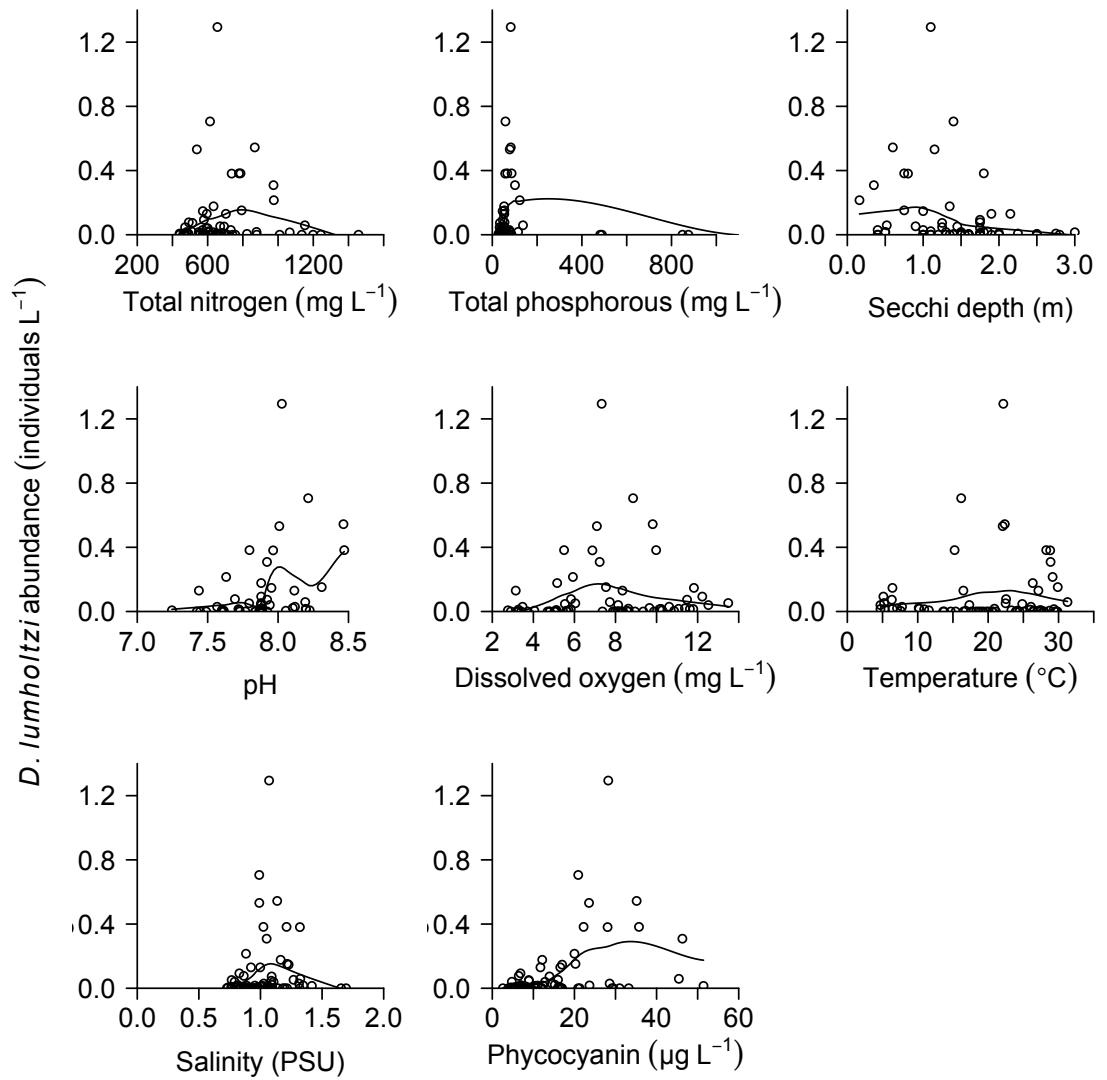 D. lumholtzi abundance (individuals L⁻¹)
1.2
0.8
0.4
0.0
200 600 1200
Total nitrogen (mg L⁻¹)
1.2
0.8
0.4
0.0
0 400 800
Total phosphorous (mg L⁻¹)
1.2
0.8
0.4
0.0
0.0 1.0 2.0 3.0
Secchi depth (m)
1.2
0.8
0.4
0.0
7.0 7.5 8.0 8.5
pH
1.2
0.8
0.4
0.0
2 4 6 8 12
Dissolved oxygen (mg L⁻¹)
1.2
0.8
0.4
0.0
0 10 20 30
Temperature (°C)
1.2
0.8
0.4
0.0
0.0 0.5 1.0 1.5 2.0
Salinity (PSU)
1.2
0.8
0.4
0.0
0 20 40 60
Phycocyanin (µg L⁻¹)